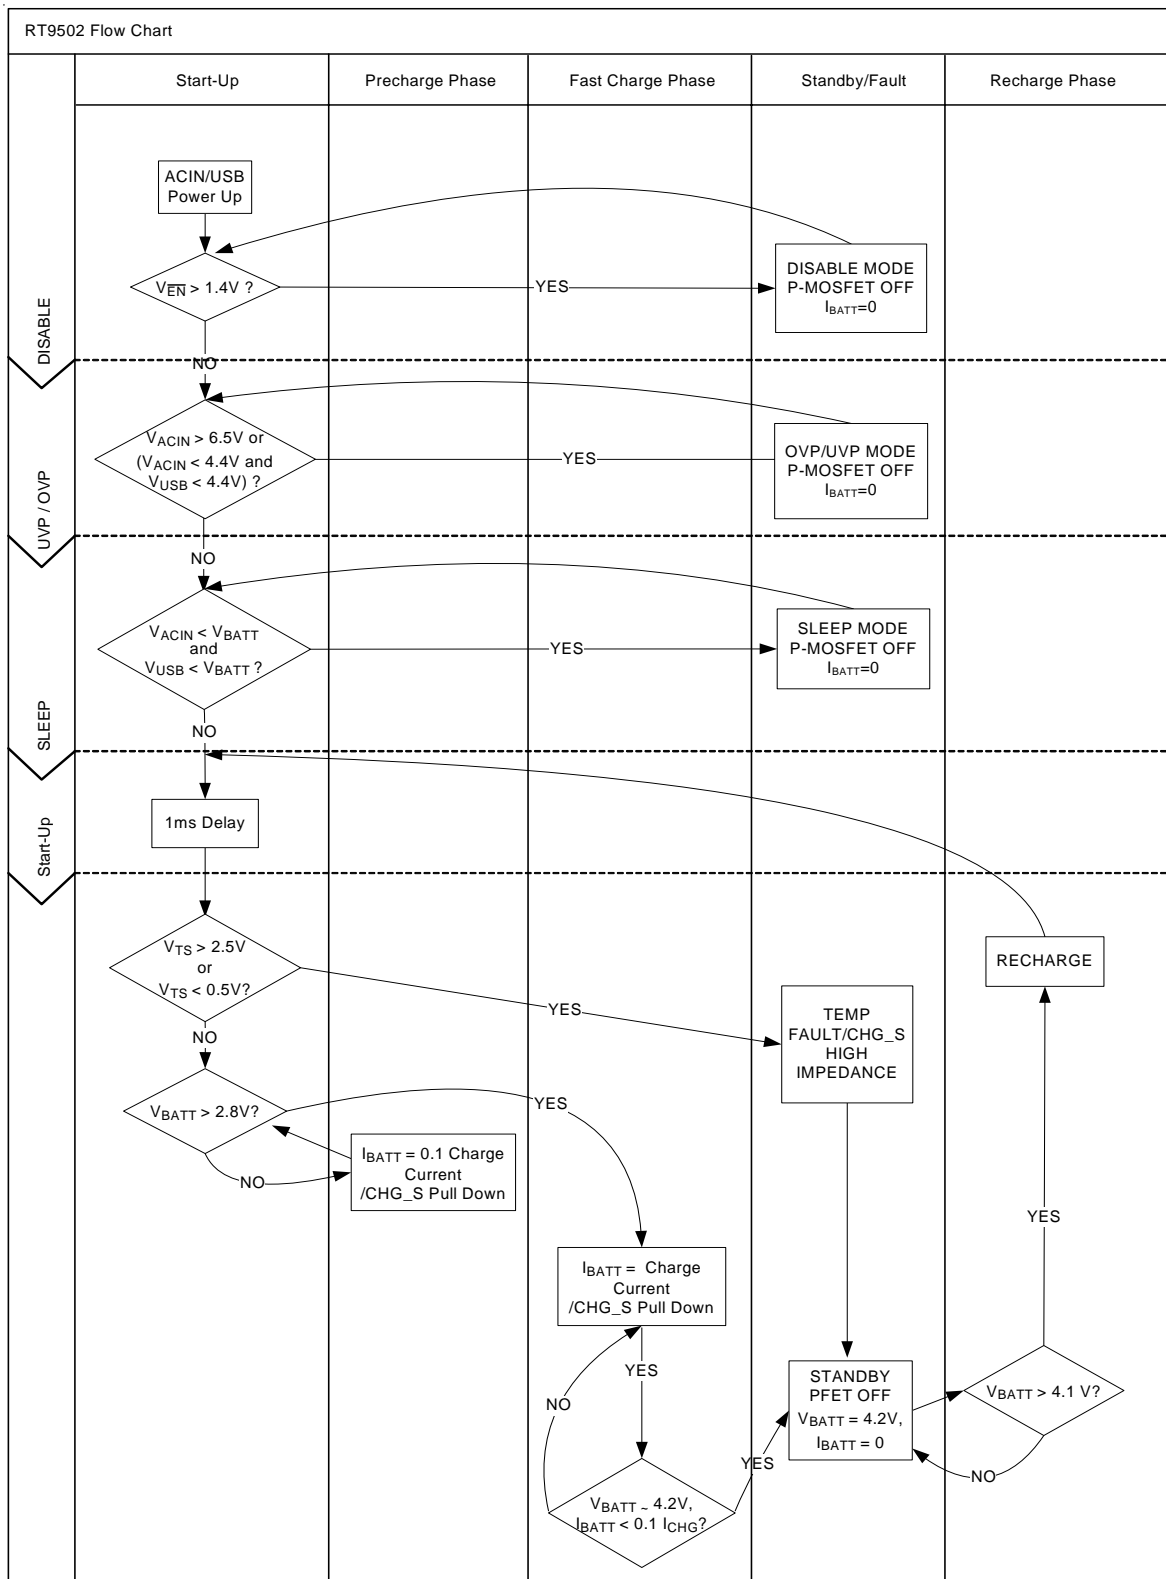 RT9502 Flow Chart
Start-Up
Precharge Phase
Fast Charge Phase
Standby/Fault
Recharge Phase
DISABLE
ACIN/USB
Power Up
VEN > 1.4V ?
YES
DISABLE MODE
P-MOSFET OFF
IBATT=0
NO
UVP / OVP
VACIN > 6.5V or
(VACIN < 4.4V and
VUSB < 4.4V) ?
YES
OVP/UVP MODE
P-MOSFET OFF
IBATT=0
NO
SLEEP
VACIN < VBATT
and
VUSB < VBATT ?
YES
SLEEP MODE
P-MOSFET OFF
IBATT=0
NO
Start-Up
1ms Delay
VTS > 2.5V
or
VTS < 0.5V?
YES
TEMP
FAULT/CHG_S
HIGH
IMPEDANCE
RECHARGE
NO
VBATT > 2.8V?
YES
NO
IBATT = 0.1 Charge
Current
/CHG_S Pull Down
IBATT = Charge
Current
/CHG_S Pull Down
YES
NO
VBATT ~ 4.2V,
IBATT < 0.1 ICHG?
YES
STANDBY
PFET OFF
VBATT = 4.2V,
IBATT = 0
VBATT > 4.1 V?
YES
NO